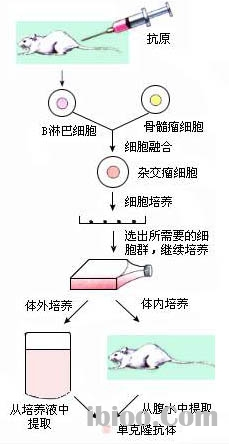 抗原
B淋巴细胞
骨髓瘤细胞
细胞融合
杂交瘤细胞
细胞培养
选出所需要的细
胞群，继续培养
体外培养
体内培养
从培养液中
提取
从腹水中提取
单克隆抗体
ibioo.Com